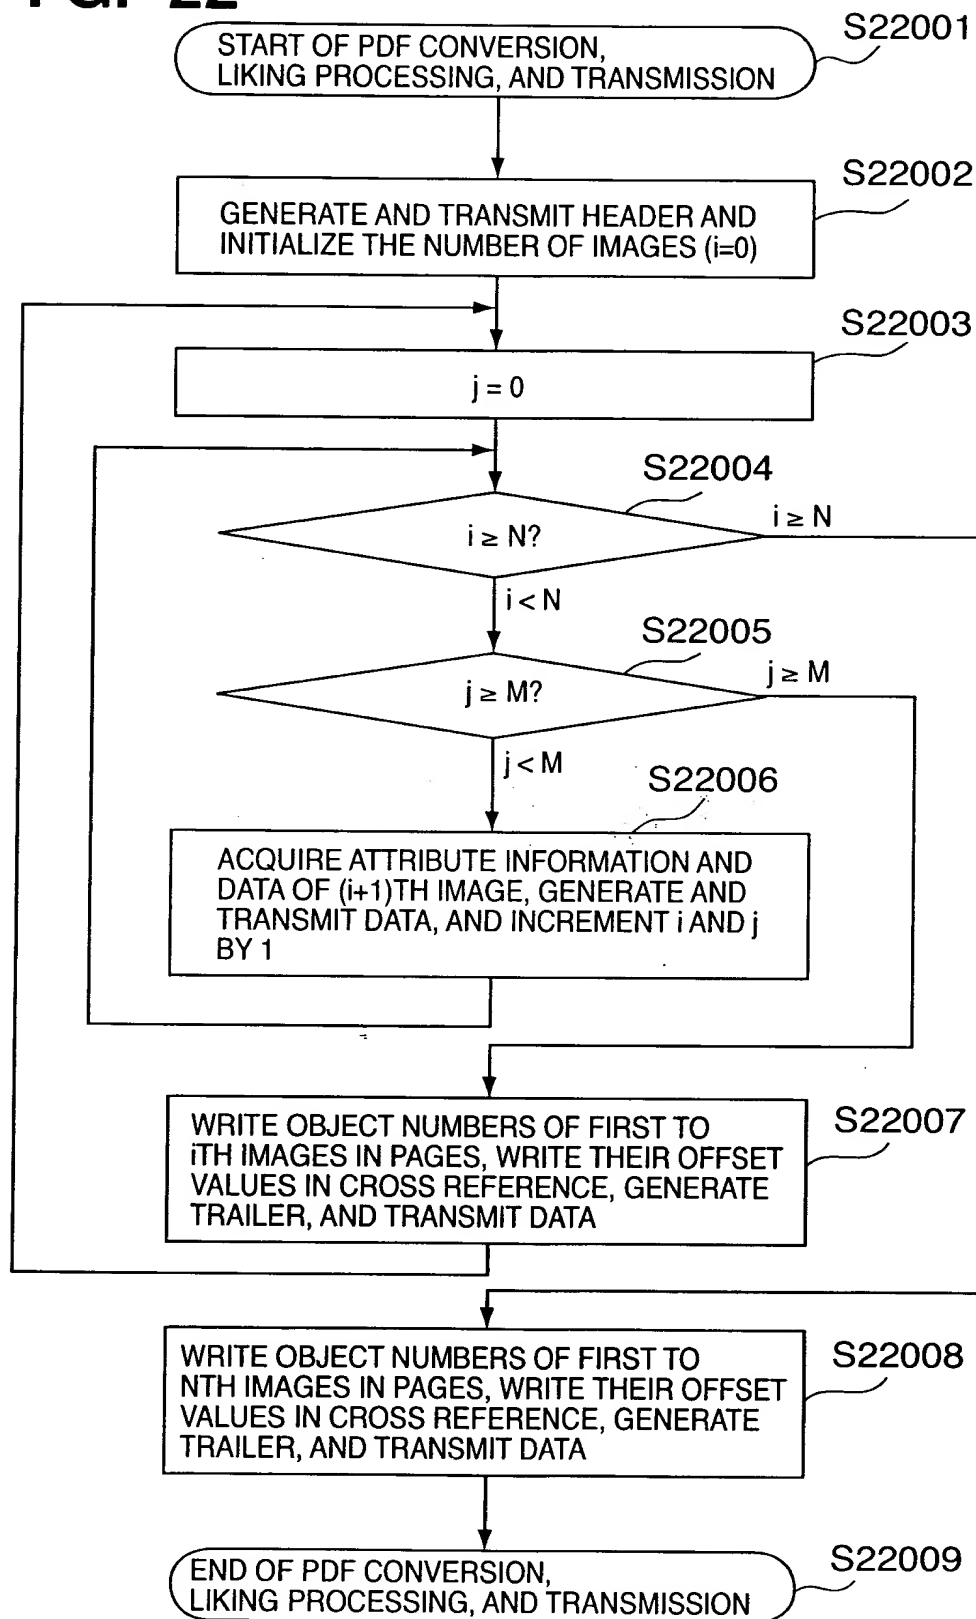 S22001
START OF PDF CONVERSION,
LIKING PROCESSING, AND TRANSMISSION
S22002
GENERATE AND TRANSMIT HEADER AND
INITIALIZE THE NUMBER OF IMAGES (i=0)
S22003
j = 0
S22004
i ≥ N?
i ≥ N
i < N
S22005
j ≥ M?
j ≥ M
j < M
S22006
ACQUIRE ATTRIBUTE INFORMATION AND
DATA OF (i+1)TH IMAGE, GENERATE AND
TRANSMIT DATA, AND INCREMENT i AND j
BY 1
S22007
WRITE OBJECT NUMBERS OF FIRST TO
iTH IMAGES IN PAGES, WRITE THEIR OFFSET
VALUES IN CROSS REFERENCE, GENERATE
TRAILER, AND TRANSMIT DATA
S22008
WRITE OBJECT NUMBERS OF FIRST TO
NTH IMAGES IN PAGES, WRITE THEIR OFFSET
VALUES IN CROSS REFERENCE, GENERATE
TRAILER, AND TRANSMIT DATA
S22009
END OF PDF CONVERSION,
LIKING PROCESSING, AND TRANSMISSION